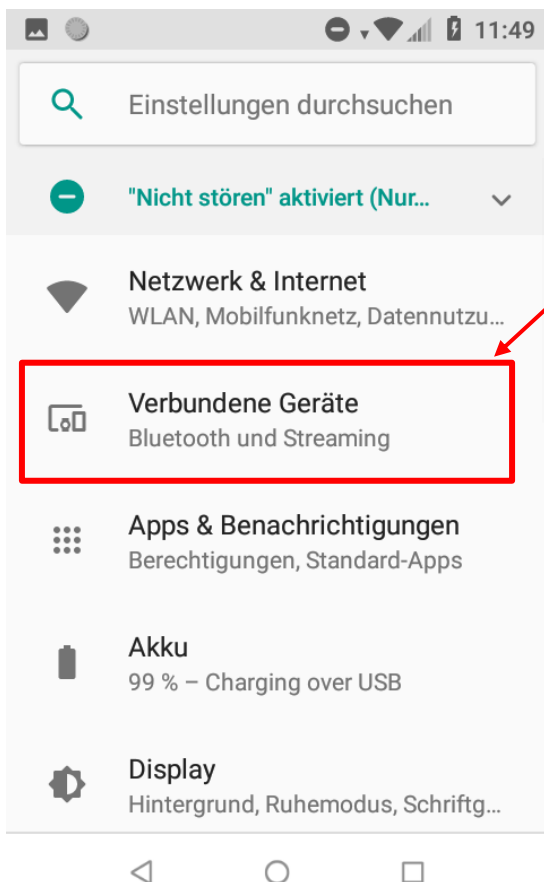 11:49
Einstellungen durchsuchen
"Nicht stören" aktiviert (Nur...
Netzwerk & Internet
WLAN, Mobilfunknetz, Datennutzu...
Verbundene Geräte
Bluetooth und Streaming
Apps & Benachrichtigungen
Berechtigungen, Standard-Apps
Akku
99 % – Charging over USB
Display
Hintergrund, Ruhemodus, Schriftg...